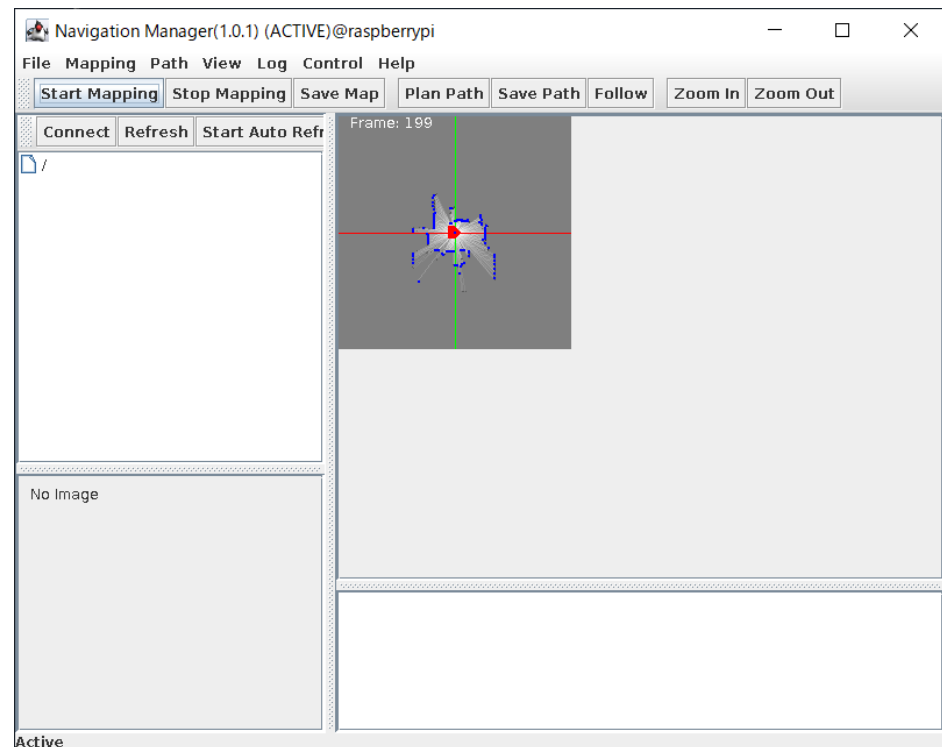 Navigation Manager(1.0.1) (ACTIVE)@raspberrypi
File Mapping Path View Log Control Help
Start Mapping Stop Mapping Save Map Plan Path Save Path Follow Zoom In Zoom Out
Connect Refresh Start Auto Refr
Frame: 199
/
No Image
Active